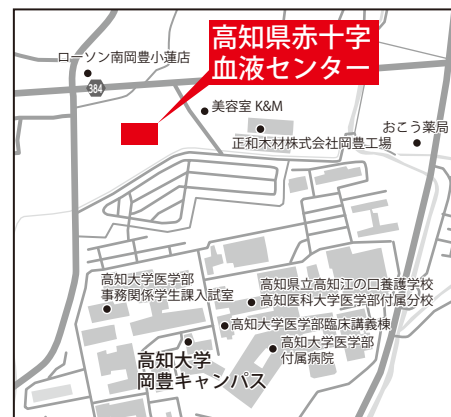 高知県赤十字
血液センター
ローソン南岡豊小蓮店
384
美容室 K&M
正和木材株式会社岡豊工場
おこう薬局
高知大学医学部
事務関係学生課入試室
高知県立高知江の口養護学校
高知医科大学医学部付属分校
高知大学医学部臨床講義棟
高知大学医学部
付属病院
高知大学
岡豊キャンパス